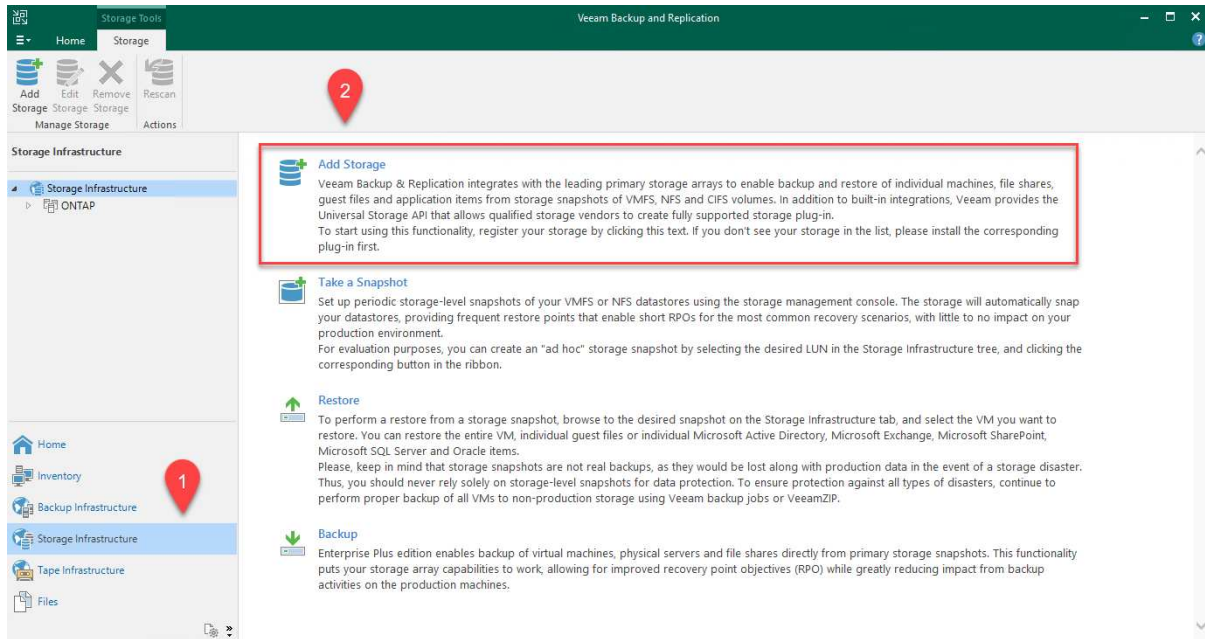 Storage Tools
Veeam Backup and Replication
Home
Storage
?
Add Storage
Edit Storage
Remove Storage
Rescan
Manage Storage
Actions
2
Storage Infrastructure
Storage Infrastructure
ONTAP
Add Storage
Veeam Backup & Replication integrates with the leading primary storage arrays to enable backup and restore of individual machines, file shares,
guest files and application items from storage snapshots of VMFS, NFS and CIFS volumes. In addition to built-in integrations, Veeam provides the
Universal Storage API that allows qualified storage vendors to create fully supported storage plug-in.
To start using this functionality, register your storage by clicking this text. If you don't see your storage in the list, please install the corresponding
plug-in first.
Take a Snapshot
Set up periodic storage-level snapshots of your VMFS or NFS datastores using the storage management console. The storage will automatically snap
your datastores, providing frequent restore points that enable short RPOs for the most common recovery scenarios, with little to no impact on your
production environment.
For evaluation purposes, you can create an "ad hoc" storage snapshot by selecting the desired LUN in the Storage Infrastructure tree, and clicking the
corresponding button in the ribbon.
Restore
To perform a restore from a storage snapshot, browse to the desired snapshot on the Storage Infrastructure tab, and select the VM you want to
restore. You can restore the entire VM, individual guest files or individual Microsoft Active Directory, Microsoft Exchange, Microsoft SharePoint,
Microsoft SQL Server and Oracle items.
Please, keep in mind that storage snapshots are not real backups, as they would be lost along with production data in the event of a storage disaster.
Thus, you should never rely solely on storage-level snapshots for data protection. To ensure protection against all types of disasters, continue to
perform proper backup of all VMs to non-production storage using Veeam backup jobs or VeeamZIP.
Backup
Enterprise Plus edition enables backup of virtual machines, physical servers and file shares directly from primary storage snapshots. This functionality
puts your storage array capabilities to work, allowing for improved recovery point objectives (RPO) while greatly reducing impact from backup
activities on the production machines.
Home
Inventory
1
Backup Infrastructure
Storage Infrastructure
Tape Infrastructure
Files